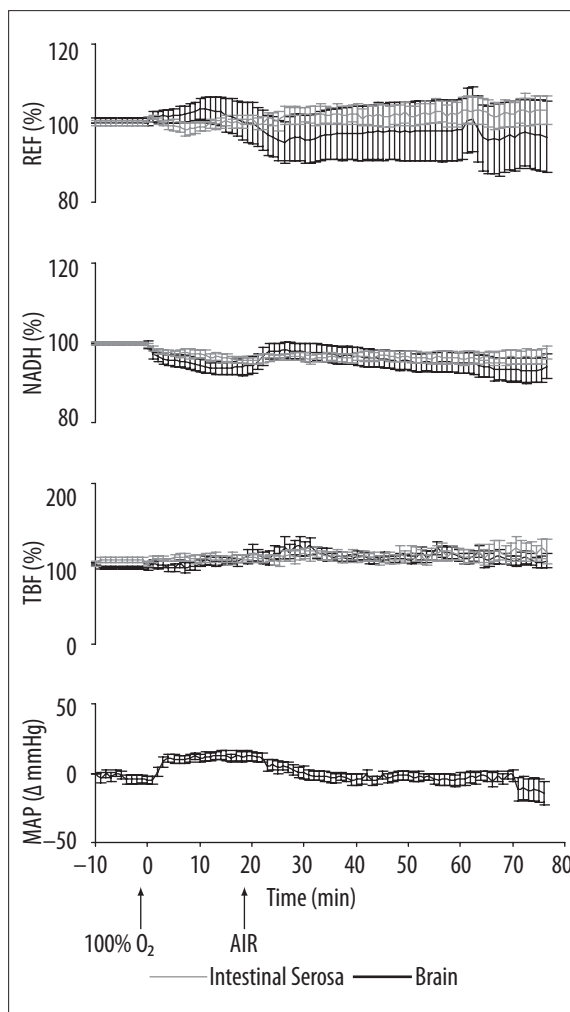 120
REF (%)
100
80
120
NADH (%)
100
80
200
TBF (%)
100
0
50
MAP (Δ mmHg)
0
−50
−10 0 10 20 30 40 50 60 70 80
Time (min)
100% O₂ AIR
Intestinal Serosa Brain